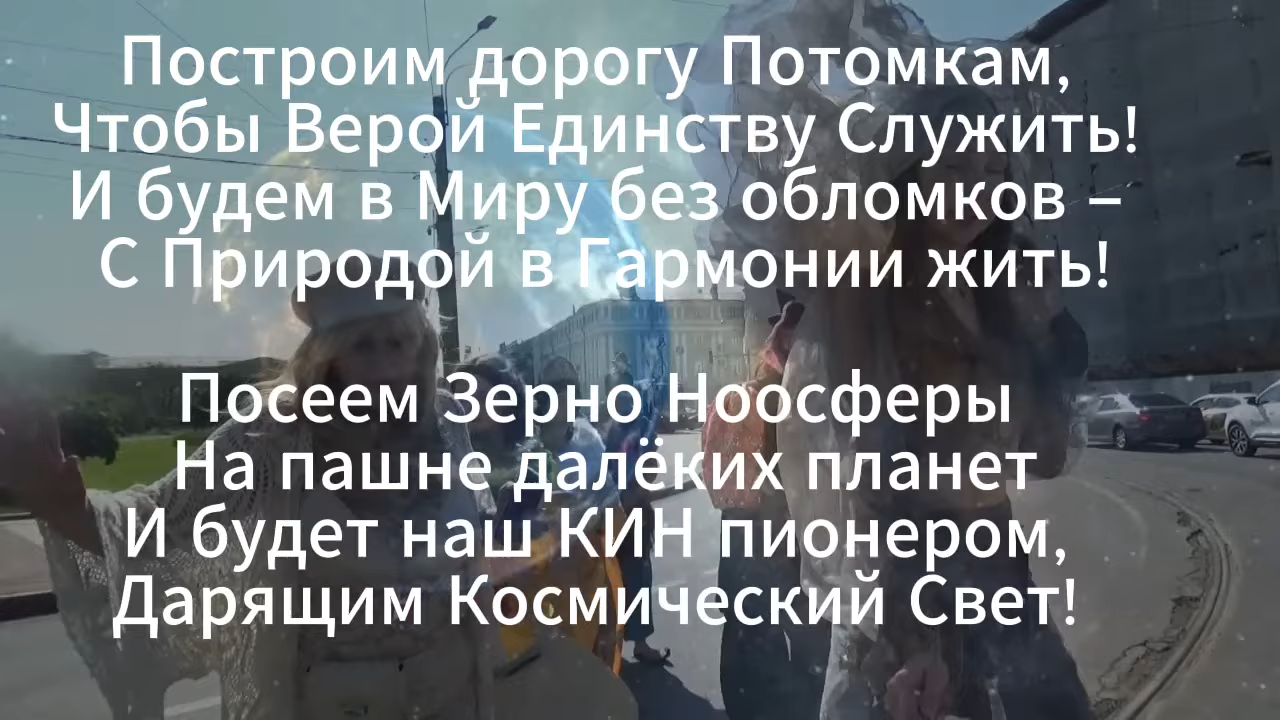 Построим дорогу Потомкам,
Чтобы Верой Единству Служить!
И будем в Миру без обломков –
С Природой в Гармонии жить!
Посеем Зерно Ноосферы
На пашне далёких планет
И будет наш КИН пионером,
Дарящим Космический Свет!